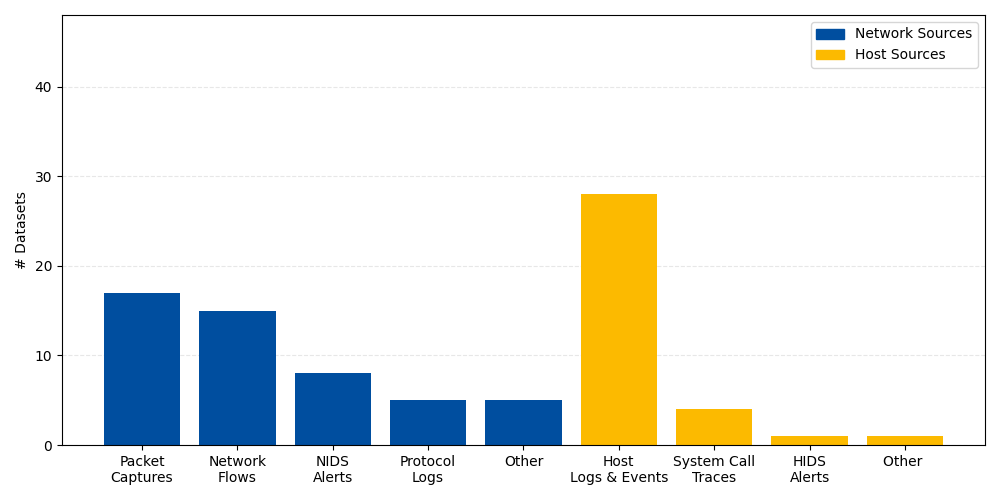 Network Sources
Host Sources
# Datasets
40
30
20
10
0
Packet
Captures
Network
Flows
NIDS
Alerts
Protocol
Logs
Other
Host
Logs & Events
System Call
Traces
HIDS
Alerts
Other